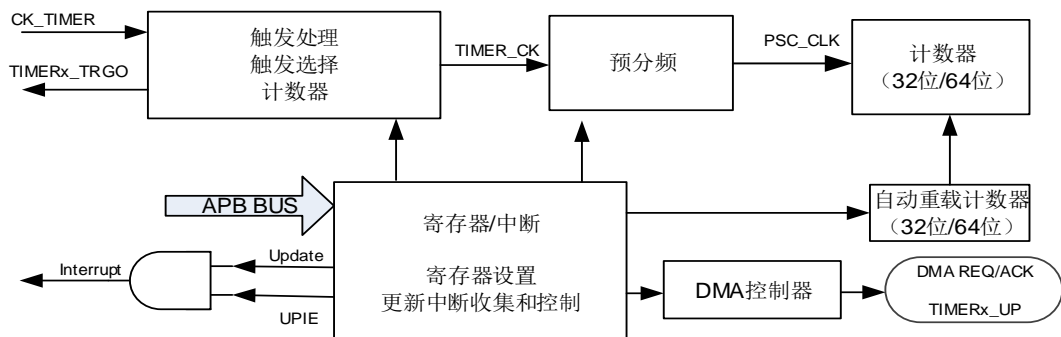 CK_TIMER
TIMERx_TRGO
触发处理
触发选择
计数器
TIMER_CK
预分频
PSC_CLK
计数器
（32位/64位）
APB BUS
寄存器/中断
寄存器设置
更新中断收集和控制
自动重载计数器
（32位/64位）
Interrupt
Update
UPIE
DMA控制器
DMA REQ/ACK
TIMERx_UP